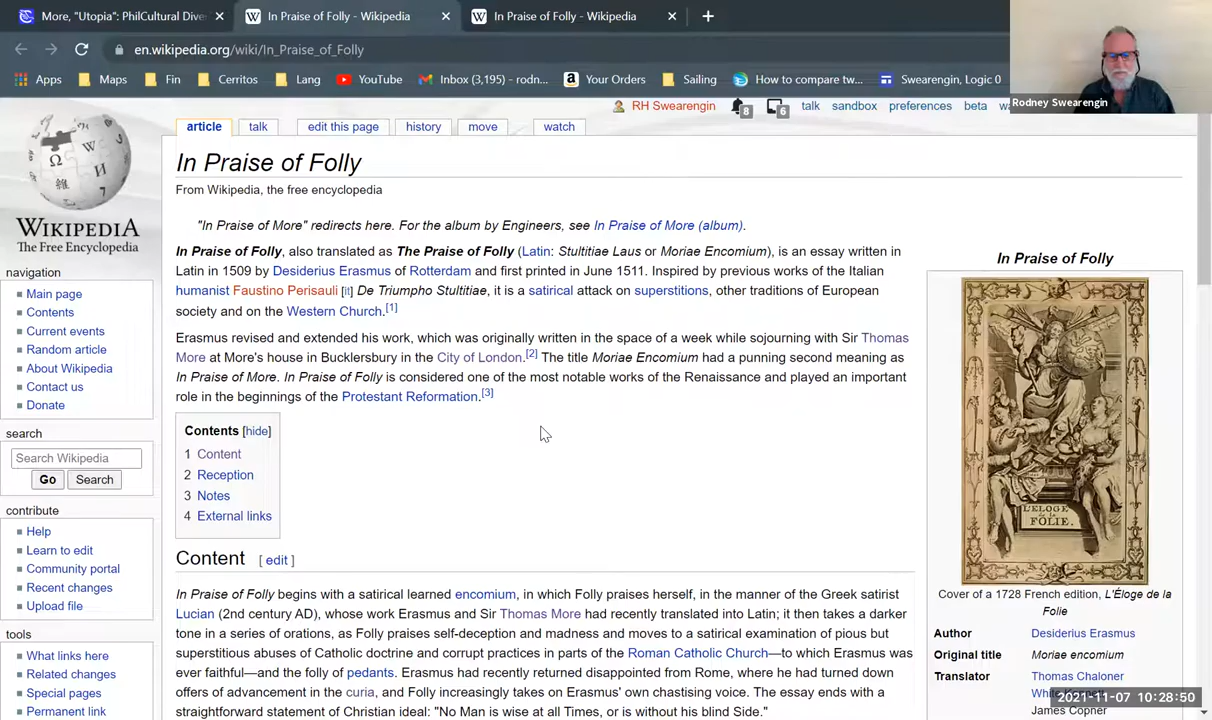 More, "Utopia": PhilCultural Dive
In Praise of Folly - Wikipedia
In Praise of Folly - Wikipedia
en.wikipedia.org/wiki/In_Praise_of_Folly
Apps Maps Fin Cerritos Lang YouTube Inbox (3,195) - rodn... Your Orders Sailing How to compare tw... Swearengin, Logic 0
Rodney Swearengin
RH Swearengin 8 6 talk sandbox preferences beta
article talk edit this page history move watch
In Praise of Folly
From Wikipedia, the free encyclopedia
"In Praise of More" redirects here. For the album by Engineers, see In Praise of More (album).
In Praise of Folly, also translated as The Praise of Folly (Latin: Stultitiae Laus or Moriae Encomium), is an essay written in
Latin in 1509 by Desiderius Erasmus of Rotterdam and first printed in June 1511. Inspired by previous works of the Italian
humanist Faustino Perisauli [it] De Triumpho Stultitiae, it is a satirical attack on superstitions, other traditions of European
society and on the Western Church.[1]
Erasmus revised and extended his work, which was originally written in the space of a week while sojourning with Sir Thomas
More at More's house in Bucklersbury in the City of London.[2] The title Moriae Encomium had a punning second meaning as
In Praise of More. In Praise of Folly is considered one of the most notable works of the Renaissance and played an important
role in the beginnings of the Protestant Reformation.[3]
Contents [hide]
1 Content
2 Reception
3 Notes
4 External links
Content [ edit ]
In Praise of Folly begins with a satirical learned encomium, in which Folly praises herself, in the manner of the Greek satirist
Lucian (2nd century AD), whose work Erasmus and Sir Thomas More had recently translated into Latin; it then takes a darker
tone in a series of orations, as Folly praises self-deception and madness and moves to a satirical examination of pious but
superstitious abuses of Catholic doctrine and corrupt practices in parts of the Roman Catholic Church—to which Erasmus was
ever faithful—and the folly of pedants. Erasmus had recently returned disappointed from Rome, where he had turned down
offers of advancement in the curia, and Folly increasingly takes on Erasmus' own chastising voice. The essay ends with a
straightforward statement of Christian ideal: "No Man is wise at all Times, or is without his blind Side."
WIKIPEDIA
The Free Encyclopedia
navigation
Main page
Contents
Current events
Random article
About Wikipedia
Contact us
Donate
search
Search Wikipedia
Go Search
contribute
Help
Learn to edit
Community portal
Recent changes
Upload file
tools
What links here
Related changes
Special pages
Permanent link
In Praise of Folly
L'ELOGE
de la
FOLIE.
Cover of a 1728 French edition, L'Éloge de la
Folie
Author Desiderius Erasmus
Original title Moriae encomium
Translator Thomas Chaloner
White
James Copner
2021-11-07 10:28:50